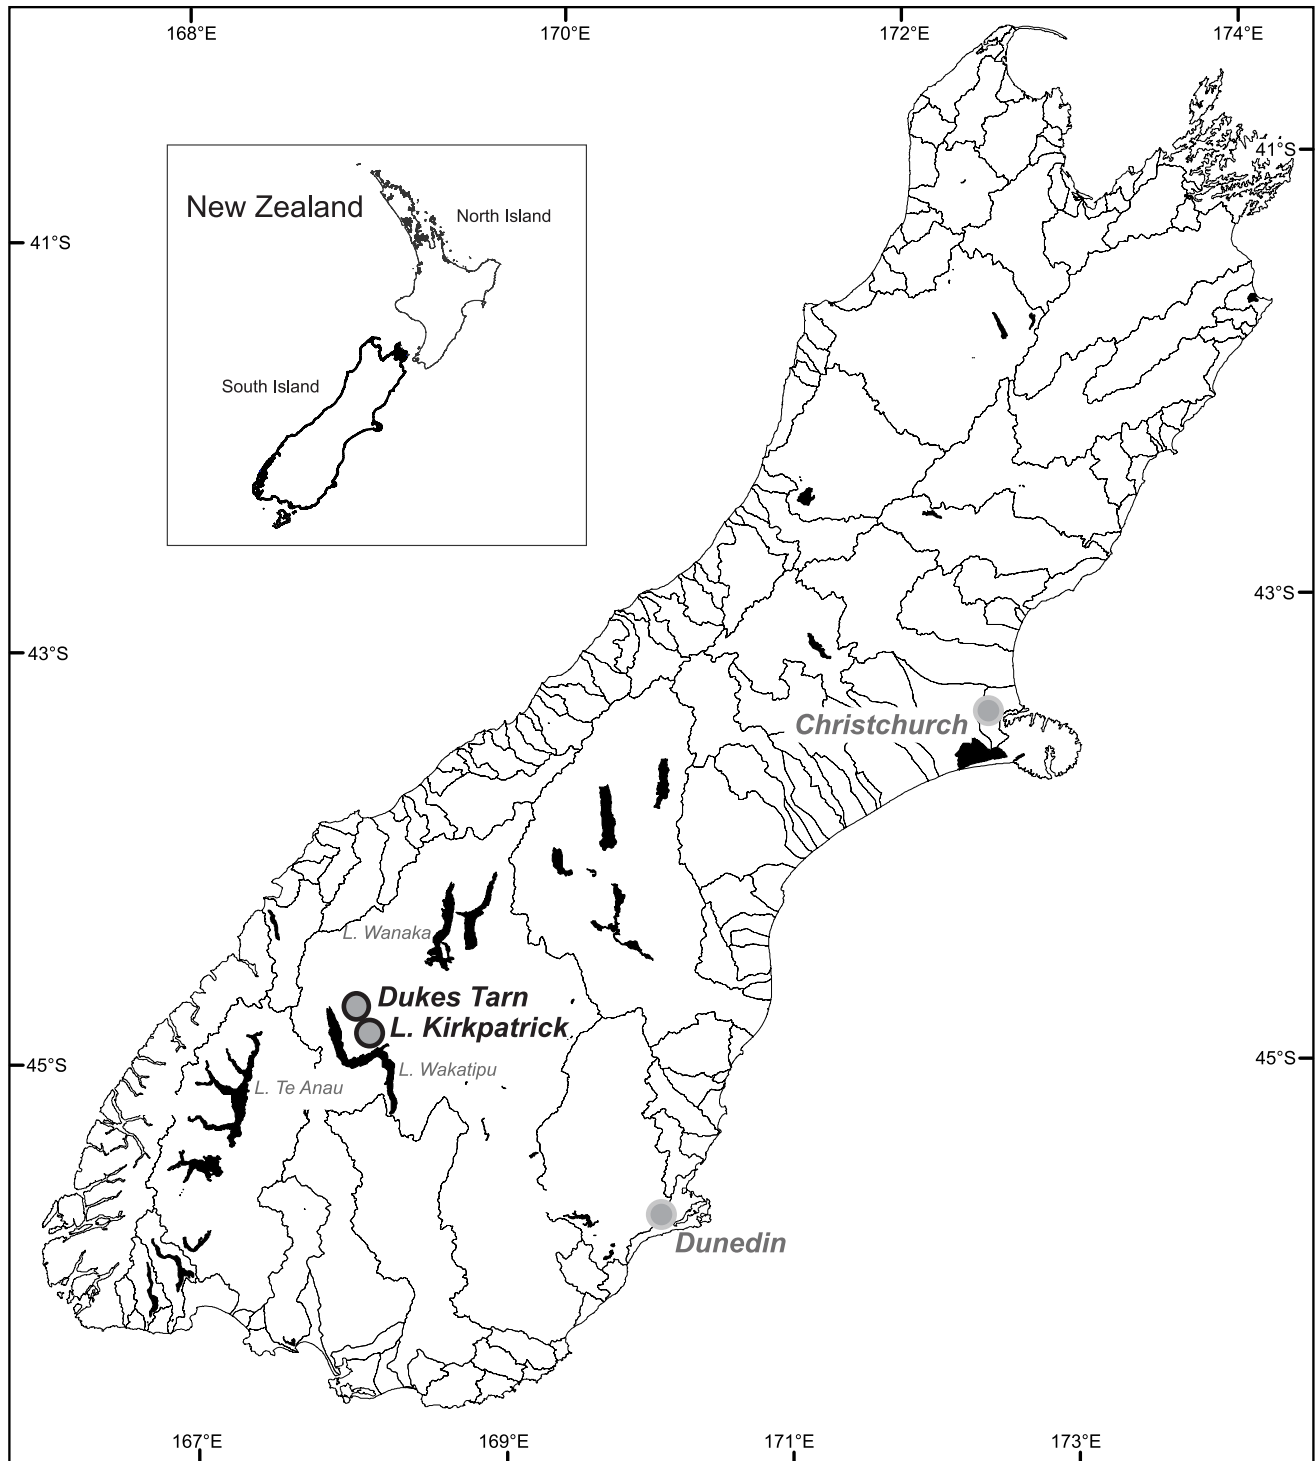 168°E
170°E
172°E
174°E
41°S
New Zealand
North Island
41°S
South Island
43°S
43°S
Christchurch
L. Wanaka
Dukes Tarn
L. Kirkpatrick
45°S
45°S
L. Wakatipu
L. Te Anau
Dunedin
167°E
169°E
171°E
173°E